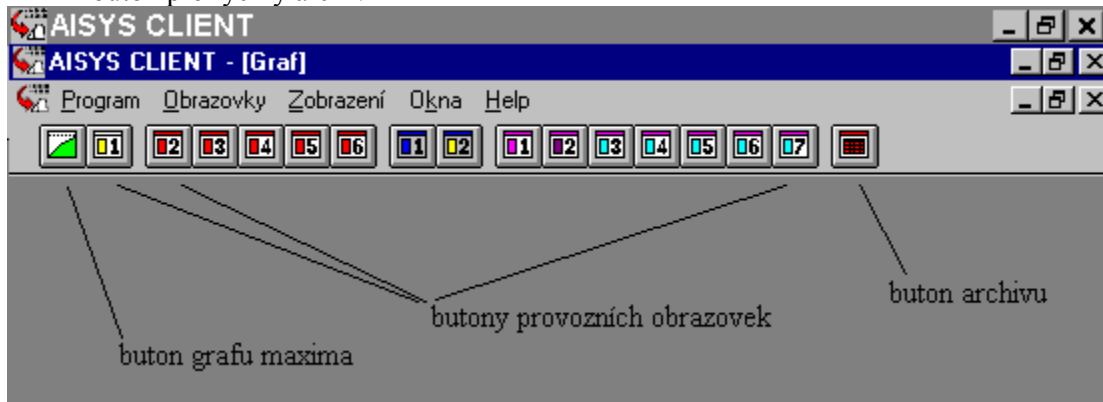 AISYS CLIENT
AISYS CLIENT - [Graf]
Program Obrazovky Zobrazení Okna Help
1 2 3 4 5 6 1 2 1 2 3 4 5 6 7
buton archivu
butony provozních obrazovek
buton grafu maxima